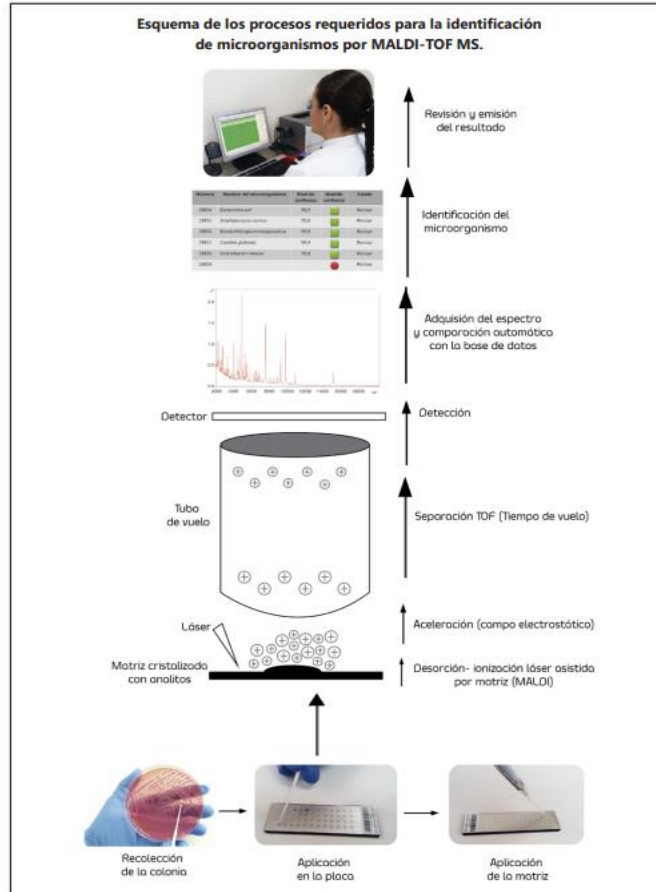 Esquema de los procesos requeridos para la identificación
de microorganismos por MALDI-TOF MS.
Revisión y emisión
del resultado
Identificación del
microorganismo
Adquisión del espectro
y comparación automático
con la base de datos
Detector
Detección
Tubo
de vuelo
Separación TOF (Tiempo de vuelo)
Aceleración (campo electrostático)
Láser
Matriz cristalizada
con analitos
Desorción- ionización láser asistida
por matriz (MALDI)
Recolección
de la colonia
Aplicación
en la placa
Aplicación
de la matriz